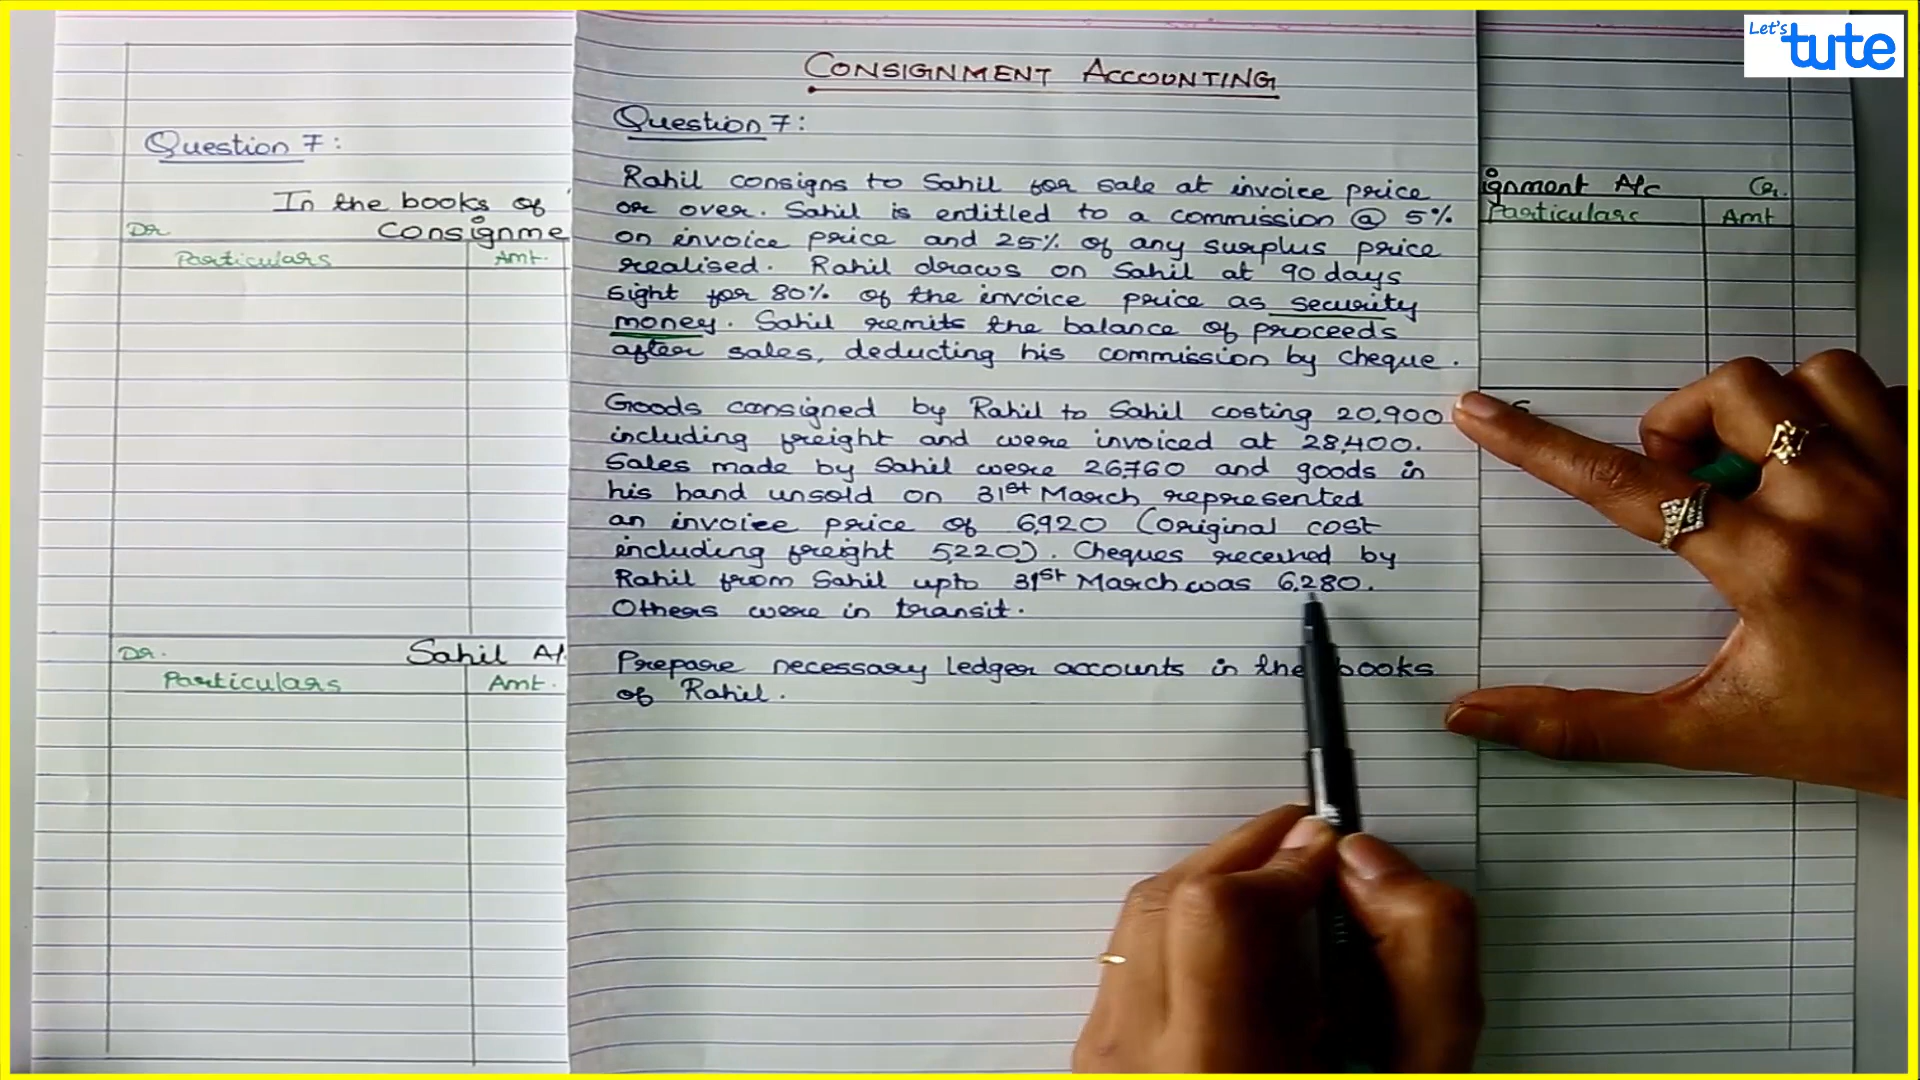 Let's tute
CONSIGNMENT ACCOUNTING
Question 7:
Rahil consigns to Sahil for sale at invoice price
or over. Sahil is entitled to a commission @ 5%
on invoice price and 25% of any surplus price
realised. Rahil draws on Sahil at 90 days
sight for 80% of the invoice price as security
money. Sahil remits the balance of proceeds
after sales, deducting his commission by cheque.
Goods consigned by Rahil to Sahil costing 20,900
including freight and were invoiced at 28,400.
Sales made by Sahil were 26,760 and goods in
his hand unsold on 31st March represented
an invoice price of 6,920 (original cost
including freight 5,220). Cheques received by
Rahil from Sahil upto 31st March was 6,280.
Others were in transit.
Prepare necessary ledger accounts in the books
of Rahil.
Question 7:
In the books of
Dr. Consignme
Particulars Amt.
Dr. Sahil A/
Particulars Amt.
ignment A/c Cr.
Particulars Amt